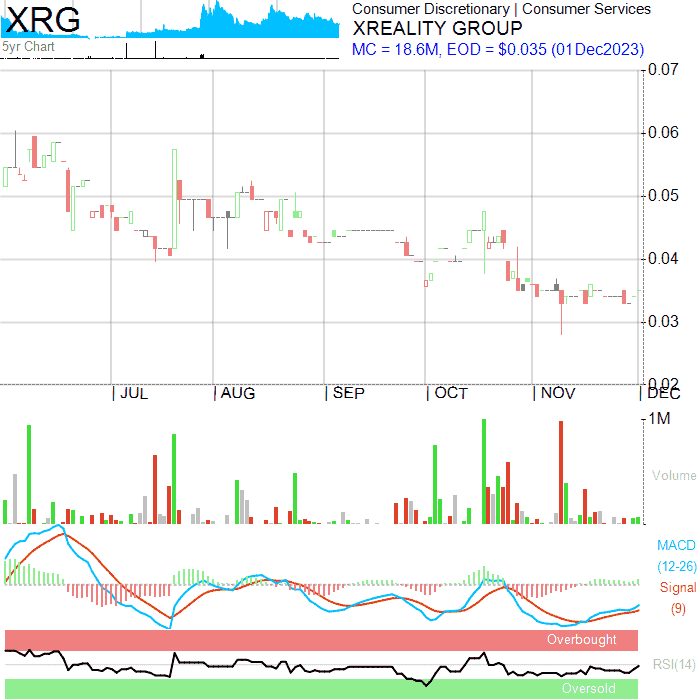 XRG
5yr Chart
Consumer Discretionary | Consumer Services
XREALITY GROUP
MC = 18.6M, EOD = $0.035 (01Dec2023)
0.07
0.06
0.05
0.04
0.03
0.02
| JUL | AUG | SEP | OCT | NOV | DEC
1M
Volume
MACD
(12-26)
Signal
(9)
Overbought
RSI(14)
Oversold